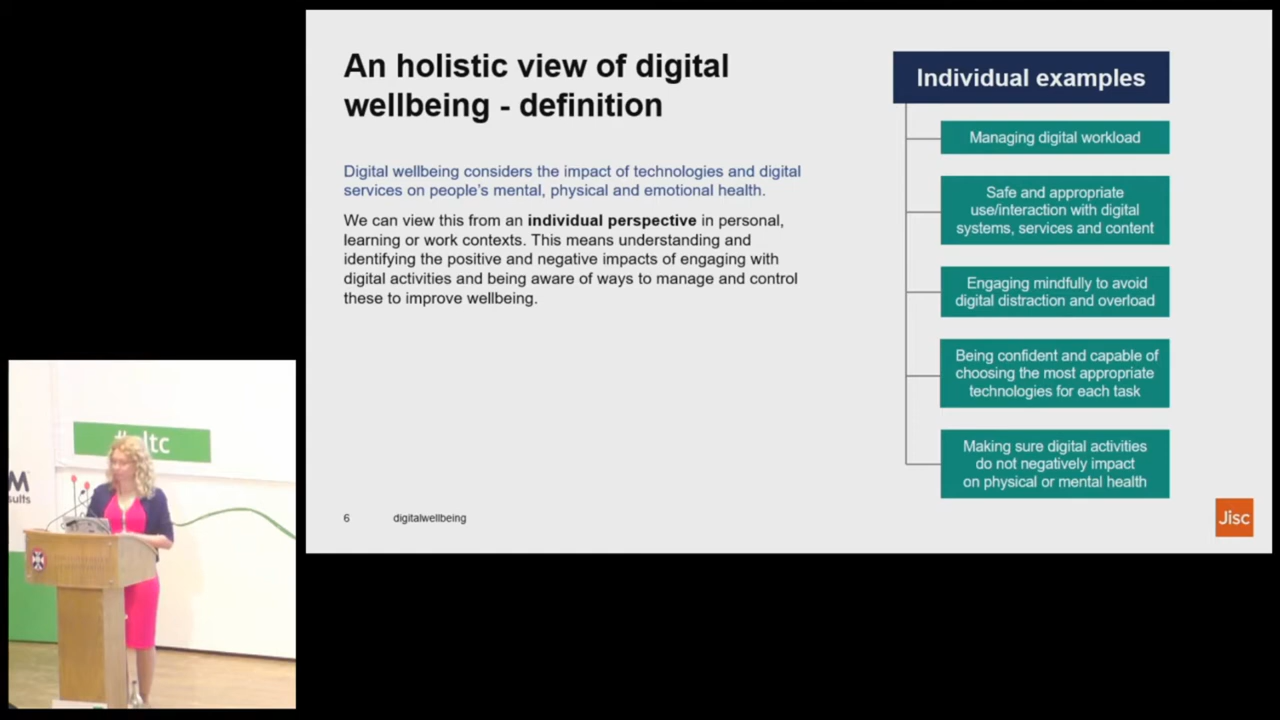 An holistic view of digital
wellbeing - definition
Digital wellbeing considers the impact of technologies and digital
services on people's mental, physical and emotional health.
We can view this from an individual perspective in personal,
learning or work contexts. This means understanding and
identifying the positive and negative impacts of engaging with
digital activities and being aware of ways to manage and control
these to improve wellbeing.
Individual examples
Managing digital workload
Safe and appropriate
use/interaction with digital
systems, services and content
Engaging mindfully to avoid
digital distraction and overload
Being confident and capable of
choosing the most appropriate
technologies for each task
Making sure digital activities
do not negatively impact
on physical or mental health
6
digitalwellbeing
Jisc